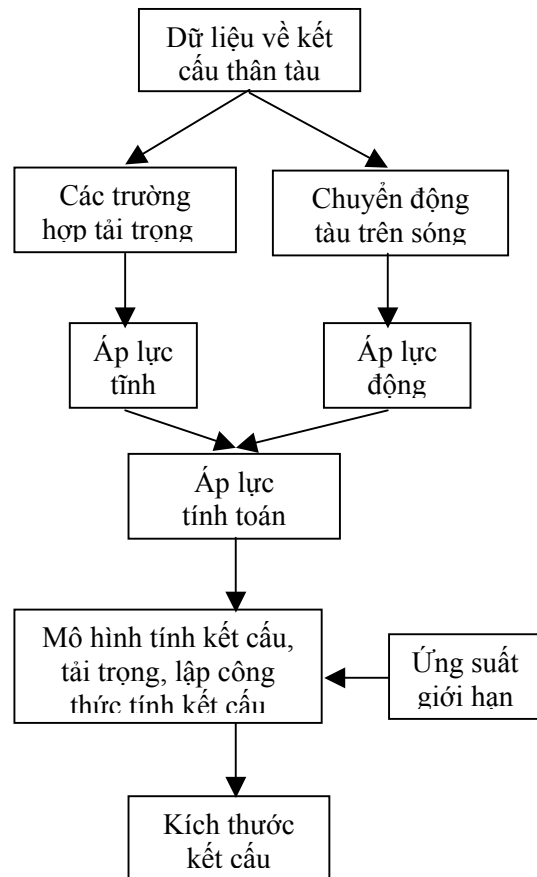 Dữ liệu về kết
cấu thân tàu
Các trường
hợp tải trọng
Chuyển động
tàu trên sóng
Áp lực
tĩnh
Áp lực
động
Áp lực
tính toán
Mô hình tính kết cấu,
tải trọng, lập công
thức tính kết cấu
Ứng suất
giới hạn
Kích thước
kết cấu